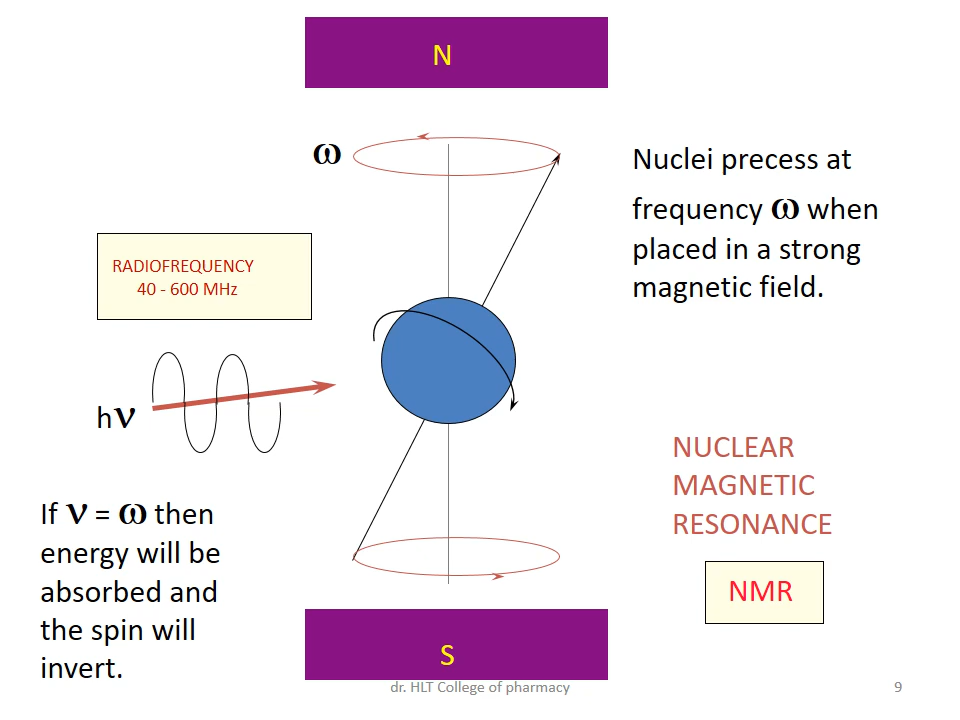 N
ω
Nuclei precess at
frequency ω when
placed in a strong
magnetic field.
RADIOFREQUENCY
40 - 600 MHz
hν
NUCLEAR
MAGNETIC
RESONANCE
NMR
If ν = ω then
energy will be
absorbed and
the spin will
invert.
S
dr. HLT College of pharmacy
9